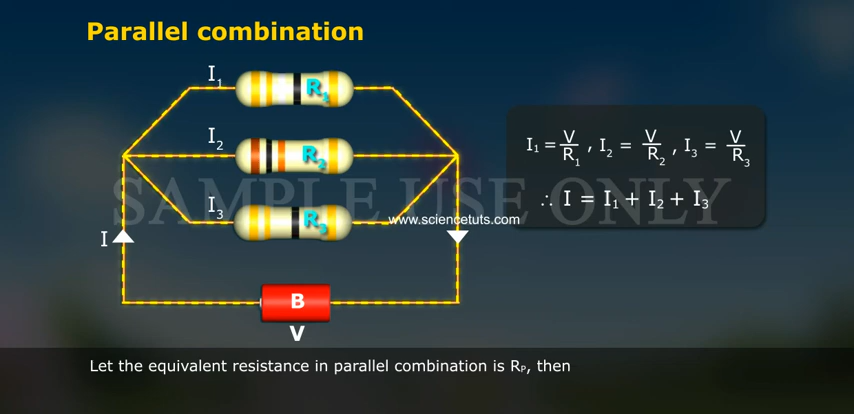 Parallel combination
I₁
R₁
I₂
R₂
I₃
R₃
I
B
V
I₁ = V/R₁ , I₂ = V/R₂ , I₃ = V/R₃
∴ I = I₁ + I₂ + I₃
SAMPLE USE ONLY
www.sciencetuts.com
Let the equivalent resistance in parallel combination is Rₚ, then